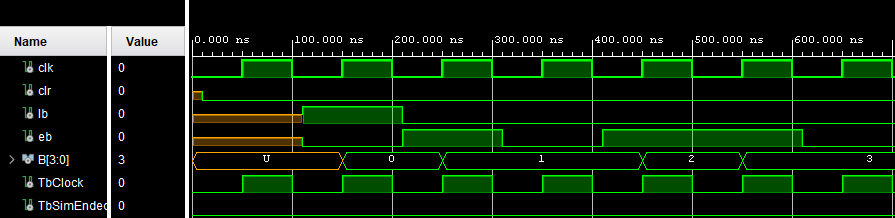 0.000 ns 100.000 ns 200.000 ns 300.000 ns 400.000 ns 500.000 ns 600.000 ns
Name Value
clk 0
clr 0
lb 0
eb 0
B[3:0] 3 U 0 1 2 3
TbClock 0
TbSimEnded 0